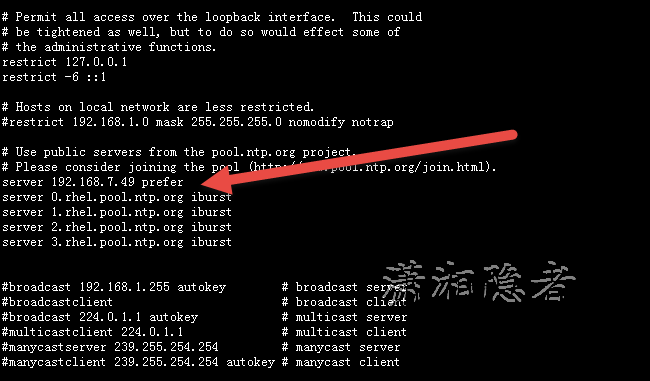 # Permit all access over the loopback interface.  This could
# be tightened as well, but to do so would effect some of
# the administrative functions.
restrict 127.0.0.1
restrict -6 ::1
# Hosts on local network are less restricted.
#restrict 192.168.1.0 mask 255.255.255.0 nomodify notrap
# Use public servers from the pool.ntp.org project.
# Please consider joining the pool (http:// pool.ntp.org/join.html).
server 192.168.7.49 prefer
server 0.rhel.pool.ntp.org iburst
server 1.rhel.pool.ntp.org iburst
server 2.rhel.pool.ntp.org iburst
server 3.rhel.pool.ntp.org iburst
#broadcast 192.168.1.255 autokey        # broadcast server
#broadcastclient                        # broadcast client
#broadcast 224.0.1.1 autokey            # multicast server
#multicastclient 224.0.1.1              # multicast client
#manycastserver 239.255.254.254         # manycast server
#manycastclient 239.255.254.254 autokey # manycast client
潇湘隐者